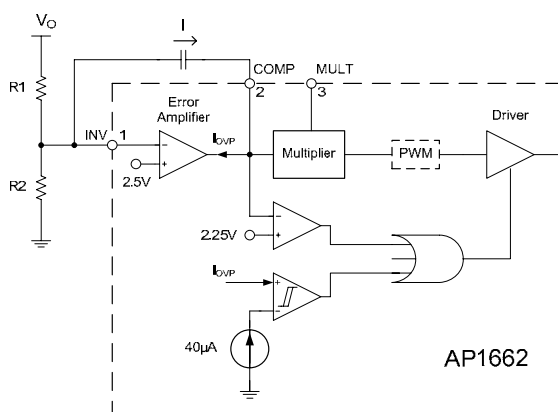 Vo
I
R1
COMP
MULT
2
3
Error
Amplifier
Driver
INV
1
IOVP
-
+
Multiplier
PWM
R2
2.5V
-
+
2.25V
IOVP
+
-
40µA
AP1662